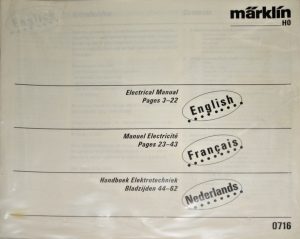 märklin
H0
Electrical Manual
Pages 3–22
English
Manuel Electricité
Pages 23–43
Français
Handboek Elektrotechniek
Bladzijden 44–62
Nederlands
0716